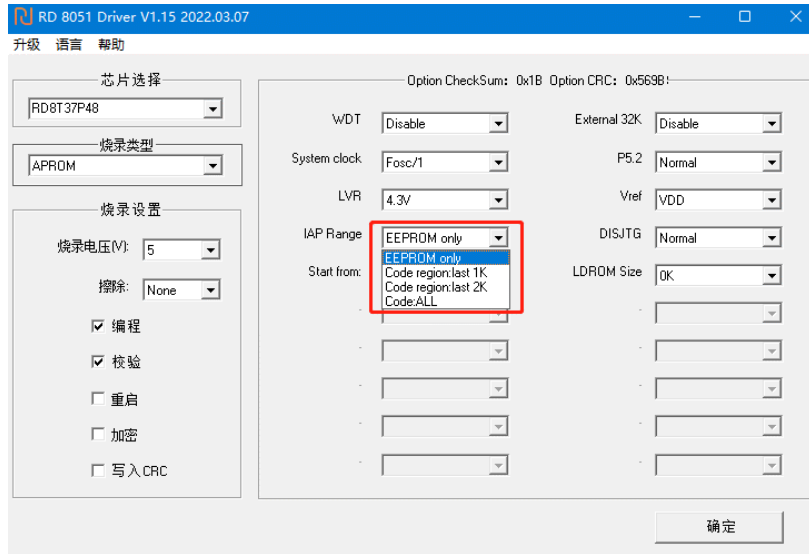 RD 8051 Driver V1.15 2022.03.07
升级 语言 帮助
芯片选择
RD8T37P48
烧录类型
APROM
烧录设置
烧录电压(V): 5
擦除: None
编程
校验
重启
加密
写入CRC
Option CheckSum: 0x1B Option CRC: 0x569B!
WDT Disable
External 32K Disable
System clock Fosc/1
P5.2 Normal
LVR 4.3V
Vref VDD
IAP Range EEPROM only
DISJTG Normal
EEPROM only
Code region:last 1K
Code region:last 2K
Code:ALL
Start from:
LDROM Size 0K
确定